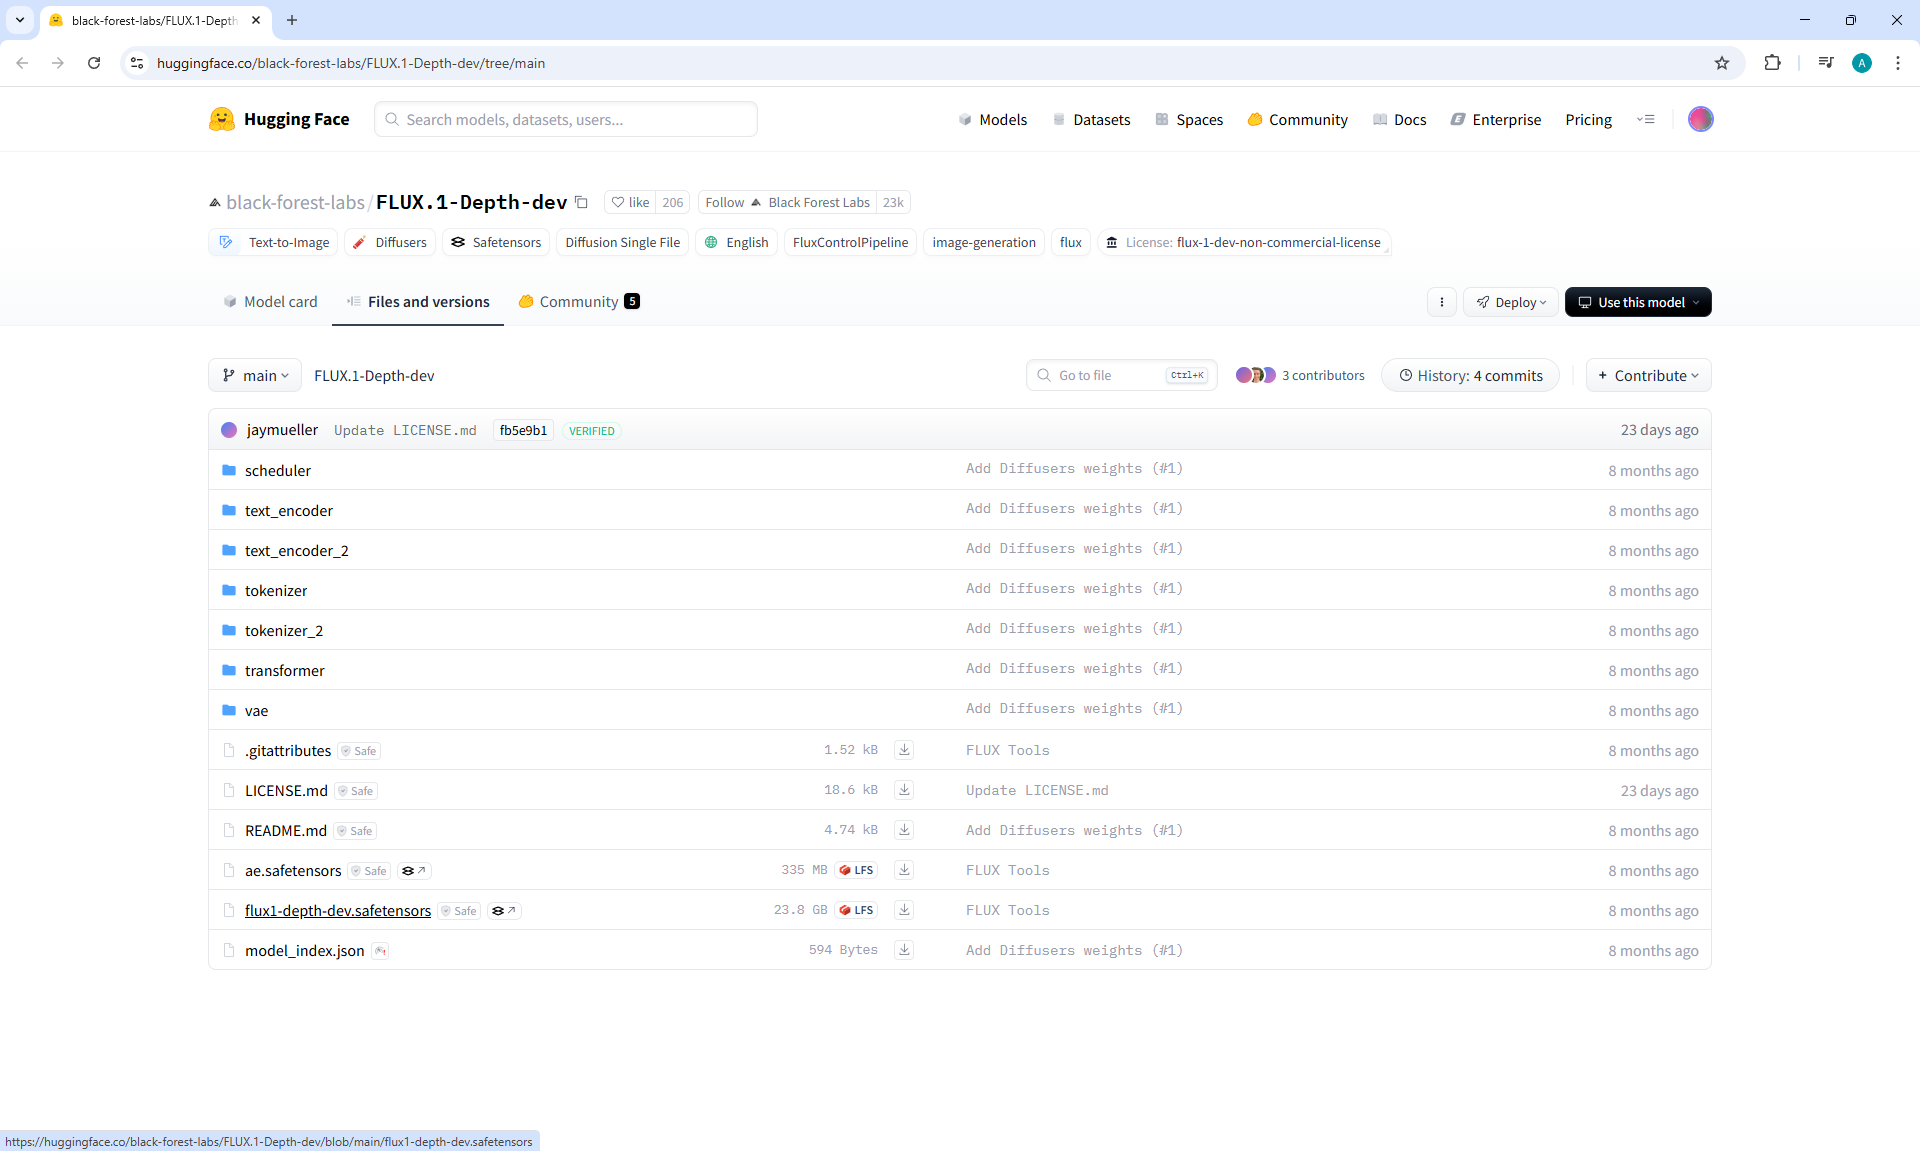 black-forest-labs/FLUX.1-Depth
huggingface.co/black-forest-labs/FLUX.1-Depth-dev/tree/main
A
Hugging Face
Search models, datasets, users...
Models
Datasets
Spaces
Community
Docs
Enterprise
Pricing
black-forest-labs/FLUX.1-Depth-dev
like 206
Follow Black Forest Labs 23k
Text-to-Image
Diffusers
Safetensors
Diffusion Single File
English
FluxControlPipeline
image-generation
flux
License: flux-1-dev-non-commercial-license
Model card
Files and versions
Community 5
Deploy
Use this model
main
FLUX.1-Depth-dev
Go to file Ctrl+K
3 contributors
History: 4 commits
+ Contribute
jaymueller Update LICENSE.md fb5e9b1 VERIFIED 23 days ago
scheduler Add Diffusers weights (#1) 8 months ago
text_encoder Add Diffusers weights (#1) 8 months ago
text_encoder_2 Add Diffusers weights (#1) 8 months ago
tokenizer Add Diffusers weights (#1) 8 months ago
tokenizer_2 Add Diffusers weights (#1) 8 months ago
transformer Add Diffusers weights (#1) 8 months ago
vae Add Diffusers weights (#1) 8 months ago
.gitattributes Safe 1.52 kB FLUX Tools 8 months ago
LICENSE.md Safe 18.6 kB Update LICENSE.md 23 days ago
README.md Safe 4.74 kB Add Diffusers weights (#1) 8 months ago
ae.safetensors Safe 335 MB LFS FLUX Tools 8 months ago
flux1-depth-dev.safetensors Safe 23.8 GB LFS FLUX Tools 8 months ago
model_index.json 594 Bytes Add Diffusers weights (#1) 8 months ago
https://huggingface.co/black-forest-labs/FLUX.1-Depth-dev/blob/main/flux1-depth-dev.safetensors